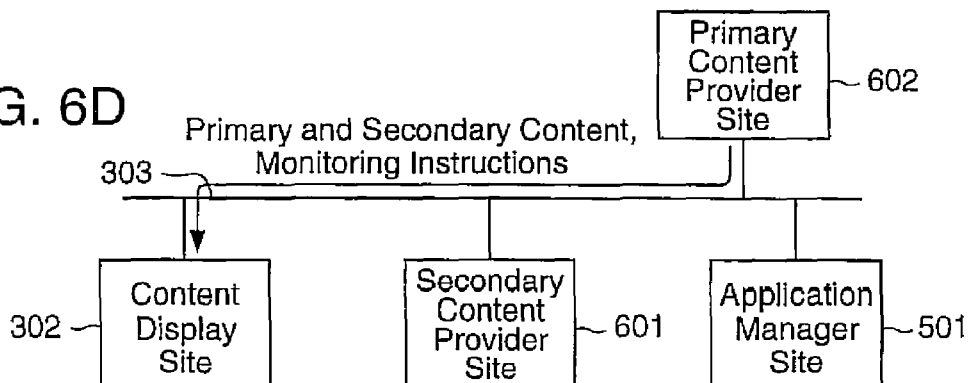 G. 6D
Primary
Content
Provider
Site
602
Primary and Secondary Content,
Monitoring Instructions
303
Content
Display
Site
302
Secondary
Content
Provider
Site
601
Application
Manager
Site
501